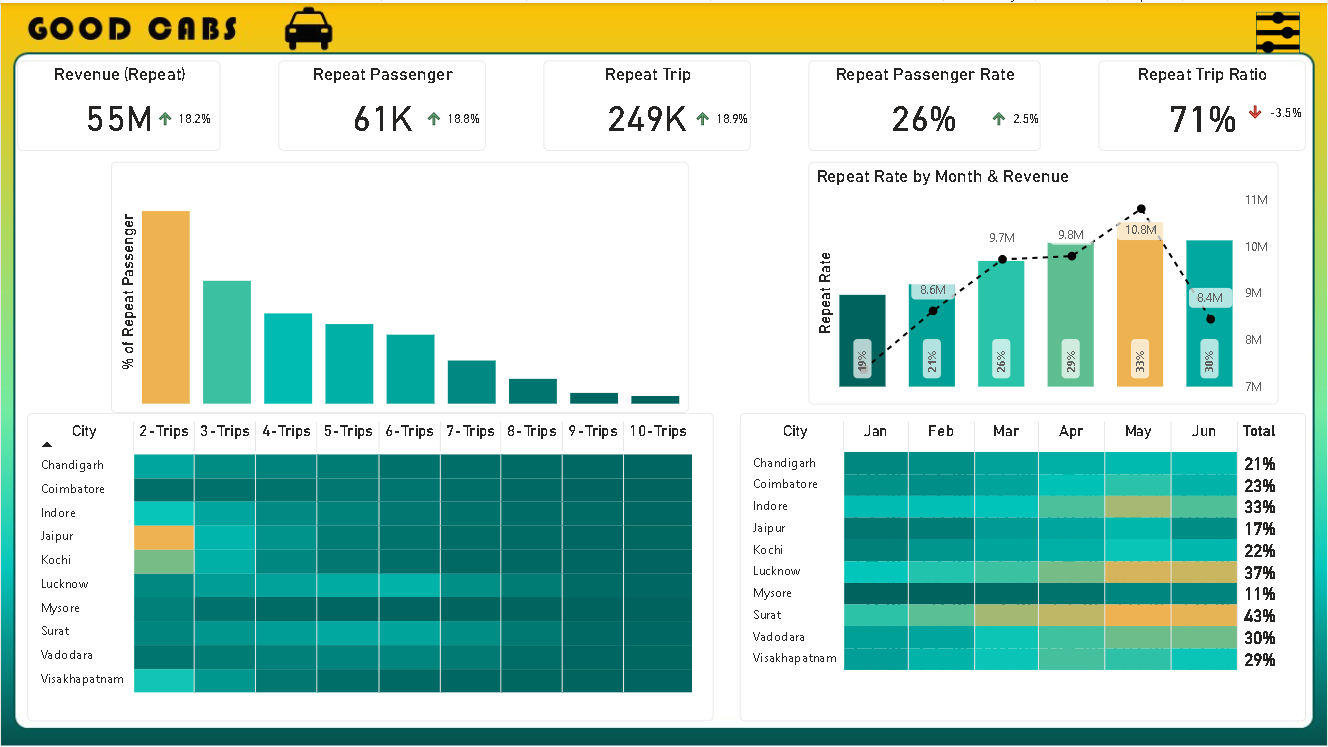 GOOD CABS
Revenue (Repeat)
55M 18.2%
Repeat Passenger
61K 18.8%
Repeat Trip
249K 18.9%
Repeat Passenger Rate
26% 2.5%
Repeat Trip Ratio
71% -3.5%
% of Repeat Passenger
Repeat Rate by Month & Revenue
Repeat Rate
8.6M
9.7M
9.8M
10.8M
8.4M
19%
21%
26%
29%
33%
30%
11M
10M
9M
8M
7M
City 2-Trips 3-Trips 4-Trips 5-Trips 6-Trips 7-Trips 8-Trips 9-Trips 10-Trips
Chandigarh
Coimbatore
Indore
Jaipur
Kochi
Lucknow
Mysore
Surat
Vadodara
Visakhapatnam
City Jan Feb Mar Apr May Jun Total
Chandigarh 21%
Coimbatore 23%
Indore 33%
Jaipur 17%
Kochi 22%
Lucknow 37%
Mysore 11%
Surat 43%
Vadodara 30%
Visakhapatnam 29%